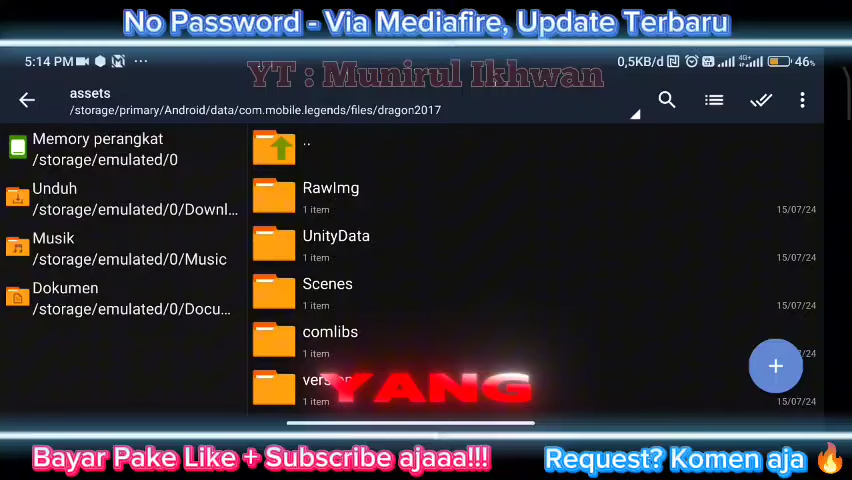 No Password - Via Mediafire, Update Terbaru
5:14 PM
0,5KB/d
4G+
46%
YT : Munirul Ikhwan
assets
/storage/primary/Android/data/com.mobile.legends/files/dragon2017
Memory perangkat
/storage/emulated/0
Unduh
/storage/emulated/0/Downl...
Musik
/storage/emulated/0/Music
Dokumen
/storage/emulated/0/Docu...
..
RawImg
1 item
15/07/24
UnityData
1 item
15/07/24
Scenes
1 item
15/07/24
comlibs
1 item
15/07/24
version
1 item
15/07/24
YANG
Bayar Pake Like + Subscribe ajaaa!!!
Request? Komen aja 🔥